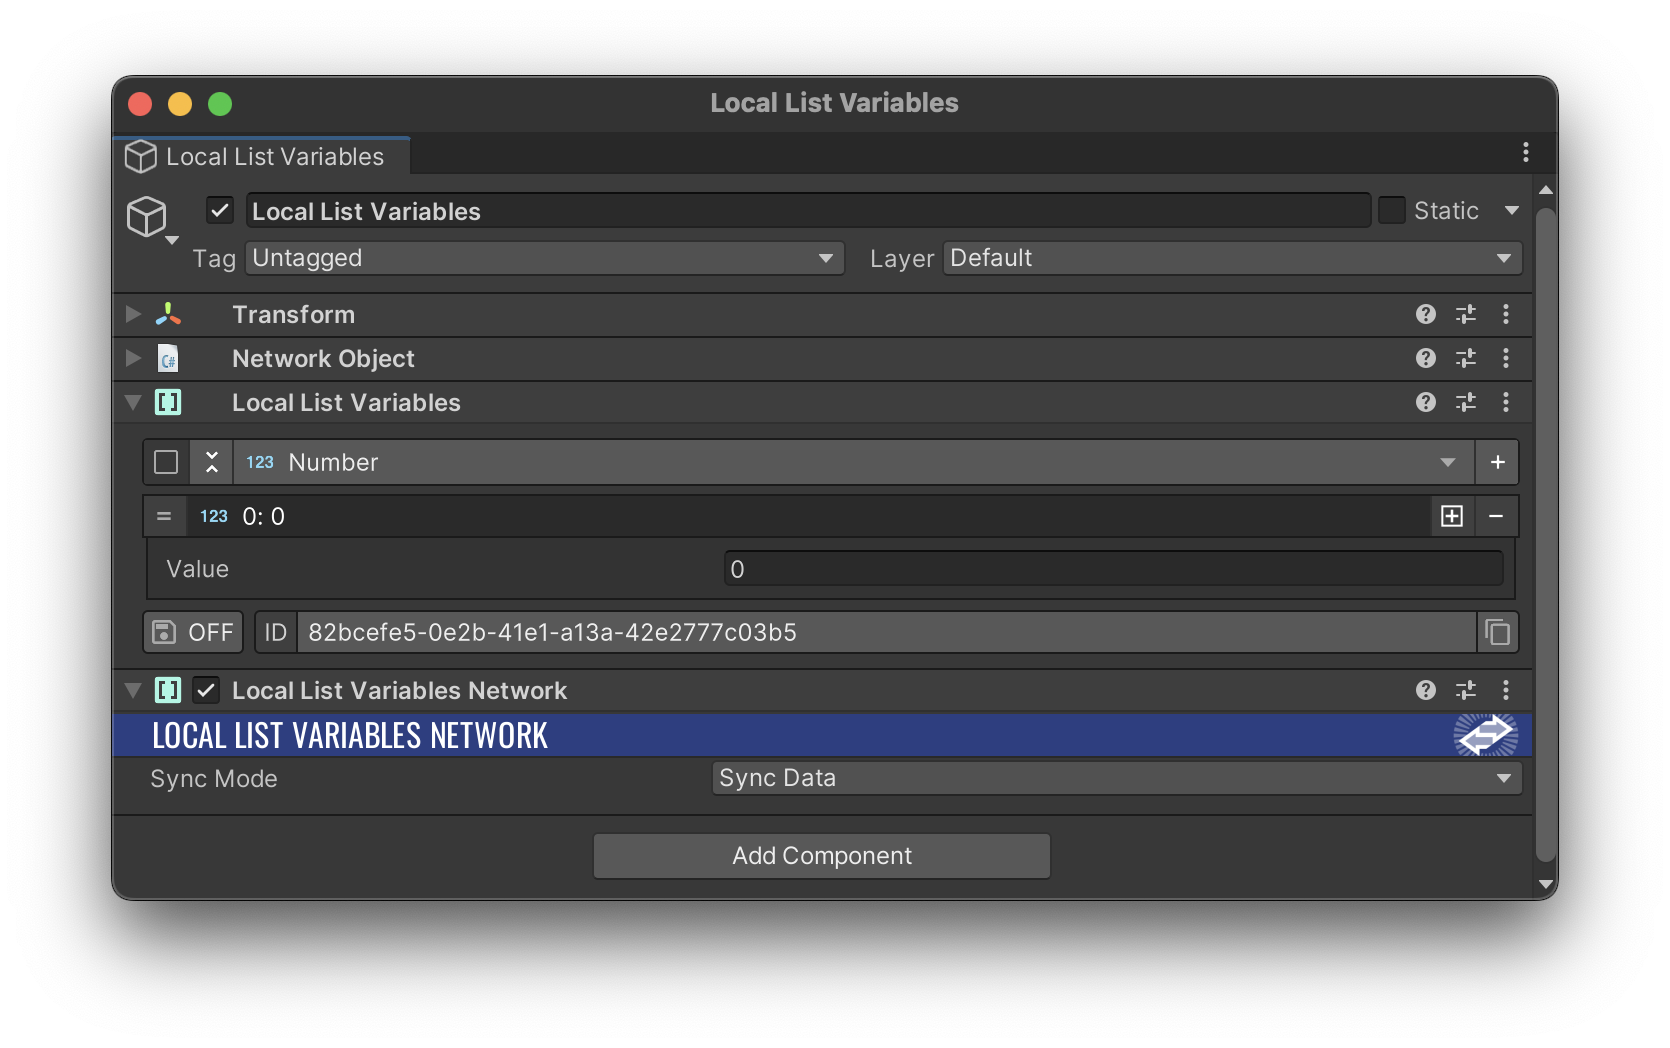 Local List Variables
Local List Variables
Local List Variables Static
Tag Untagged Layer Default
Transform
C# Network Object
Local List Variables
123 Number +
= 123 0: 0 −
Value 0
OFF ID 82bcefe5-0e2b-41e1-a13a-42e2777c03b5
Local List Variables Network
LOCAL LIST VARIABLES NETWORK
Sync Mode Sync Data
Add Component